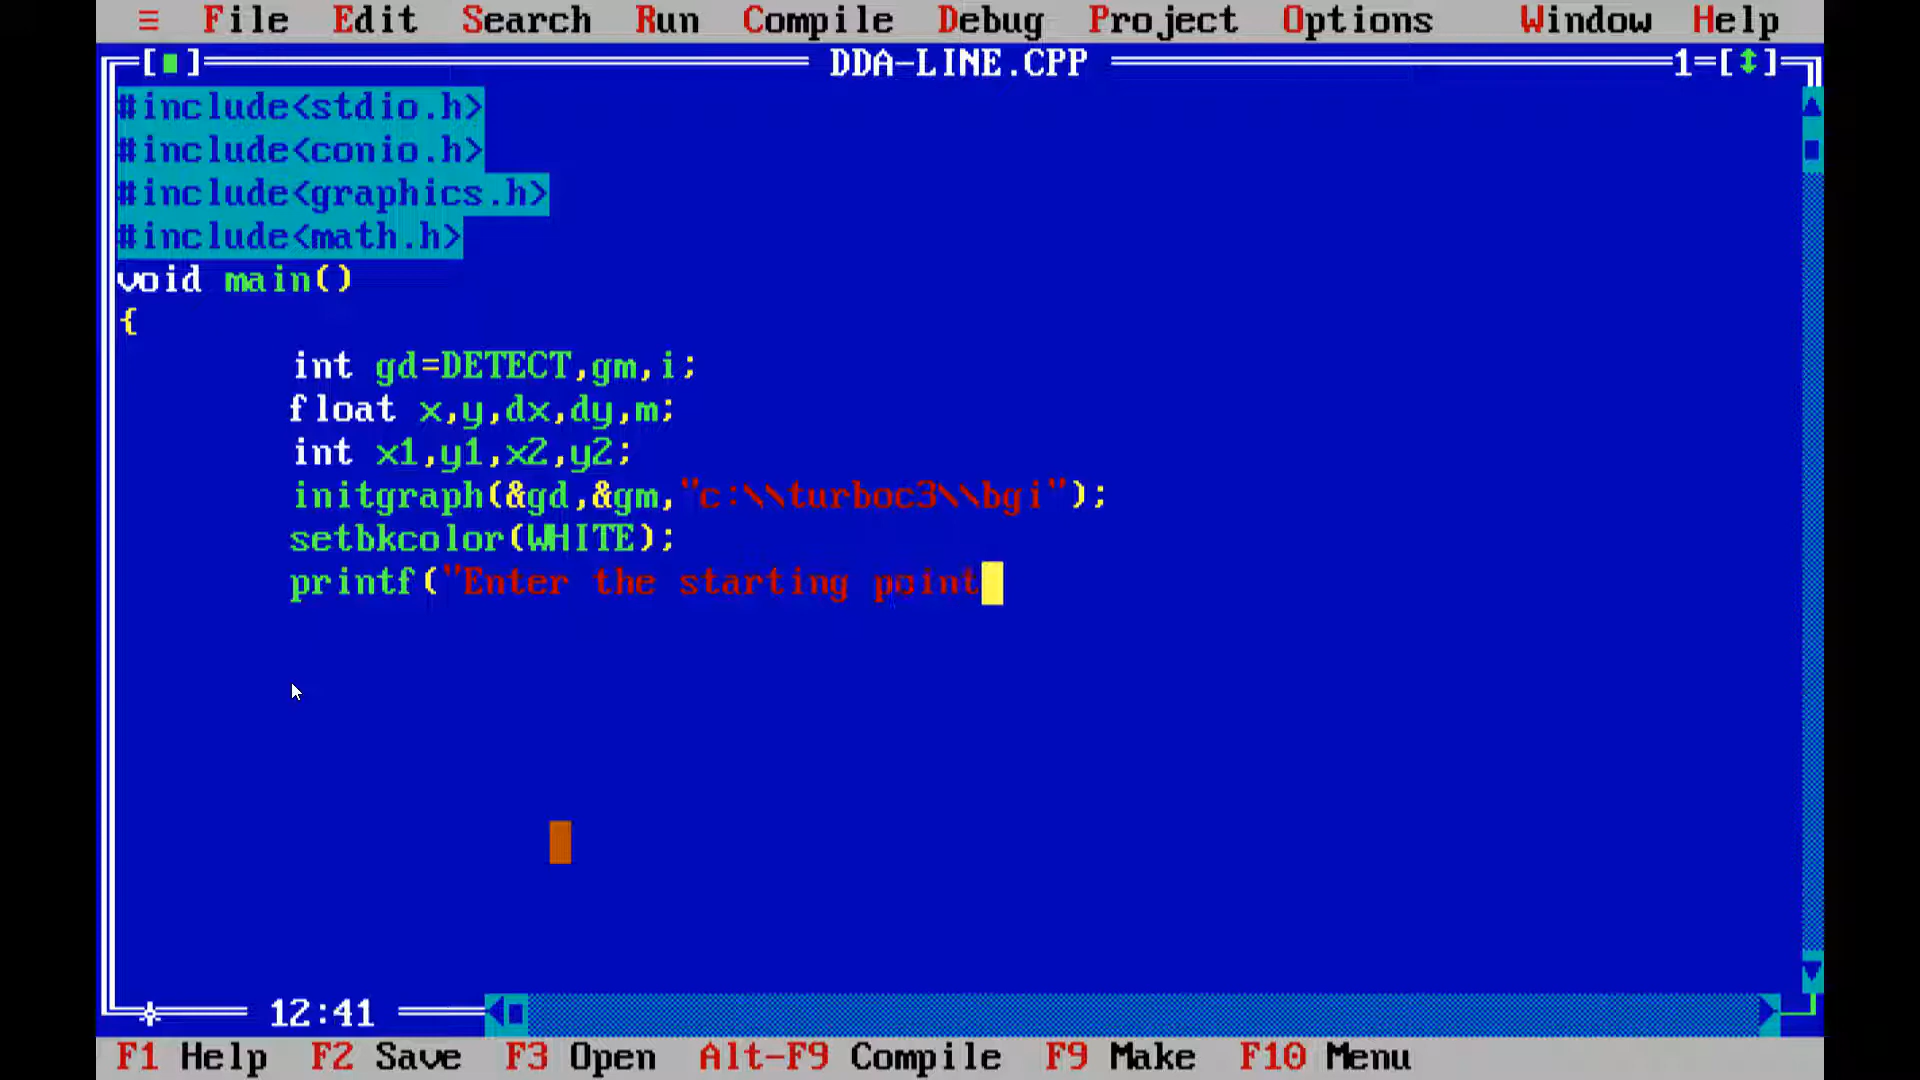 ≡ File Edit Search Run Compile Debug Project Options Window Help
[■] DDA-LINE.CPP 1=[↕]
#include<stdio.h>
#include<conio.h>
#include<graphics.h>
#include<math.h>
void main()
{
int gd=DETECT,gm,i;
float x,y,dx,dy,m;
int x1,y1,x2,y2;
initgraph(&gd,&gm,"c:\\turboc3\\bgi");
setbkcolor(WHITE);
printf("Enter the starting point
12:41
F1 Help F2 Save F3 Open Alt-F9 Compile F9 Make F10 Menu